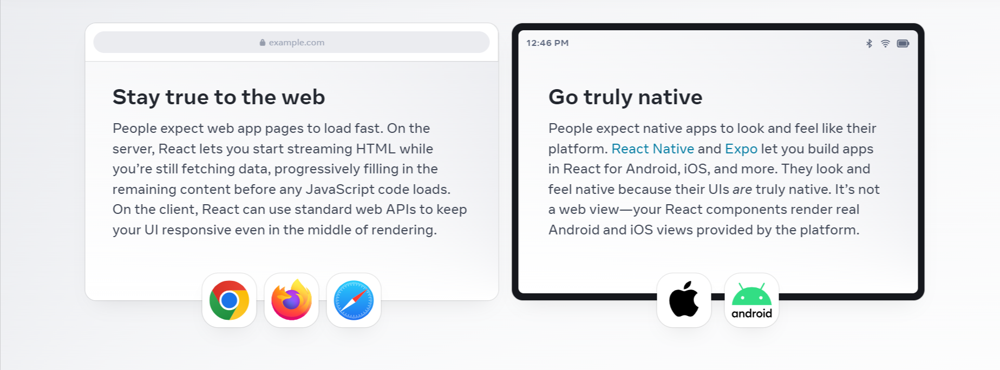 example.com
Stay true to the web
People expect web app pages to load fast. On the
server, React lets you start streaming HTML while
you’re still fetching data, progressively filling in the
remaining content before any JavaScript code loads.
On the client, React can use standard web APIs to keep
your UI responsive even in the middle of rendering.
12:46 PM
Go truly native
People expect native apps to look and feel like their
platform. React Native and Expo let you build apps
in React for Android, iOS, and more. They look and
feel native because their UIs are truly native. It’s not
a web view—your React components render real
Android and iOS views provided by the platform.
android